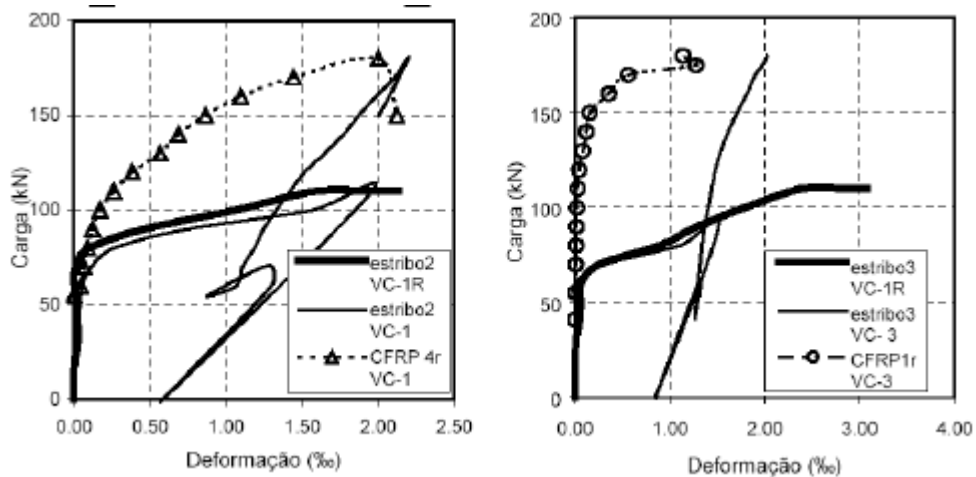 200
150
100
50
0
Carga (kN)
0.00 0.50 1.00 1.50 2.00 2.50
Deformação (‰)
estribo2
VC-1R
estribo2
VC-1
CFRP 4r
VC-1
200
150
100
50
0
Carga (kN)
0.00 1.00 2.00 3.00 4.00
Deformação (‰)
estribo3
VC-1R
estribo3
VC- 3
CFRP1r
VC-3